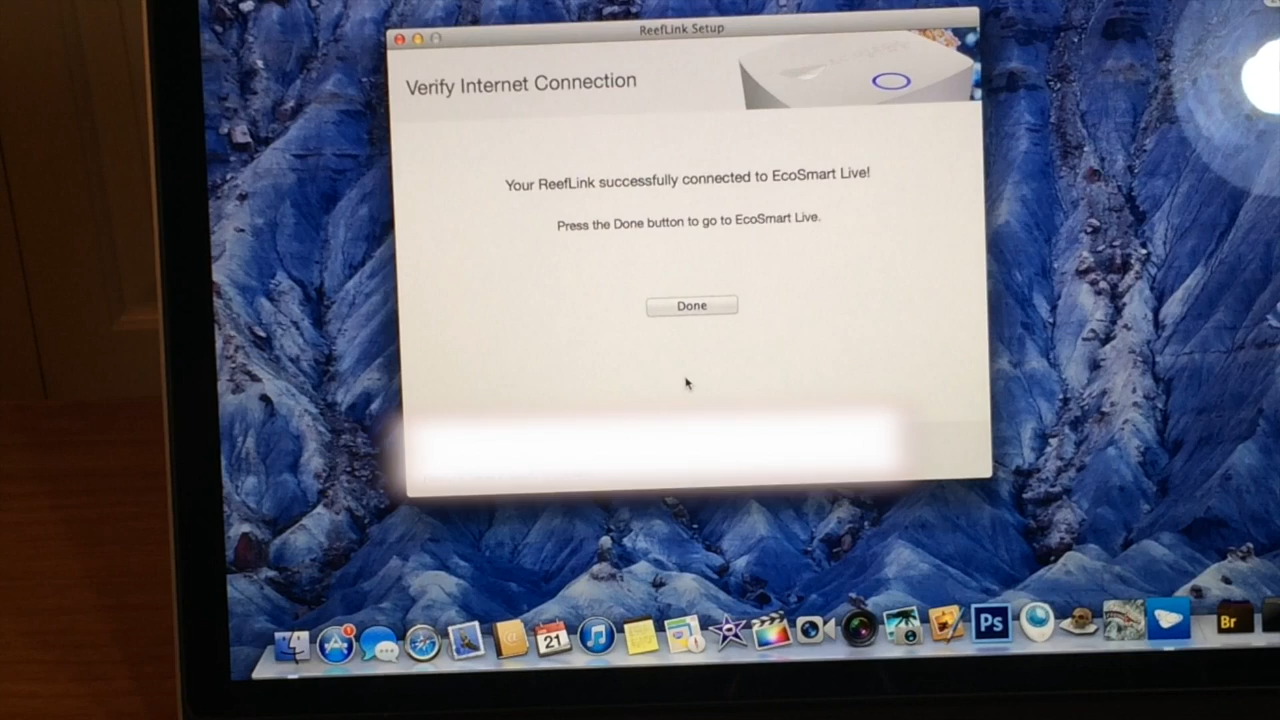 ReefLink Setup
Verify Internet Connection
Your ReefLink successfully connected to EcoSmart Live!
Press the Done button to go to EcoSmart Live.
Done
1
21
Ps
Br